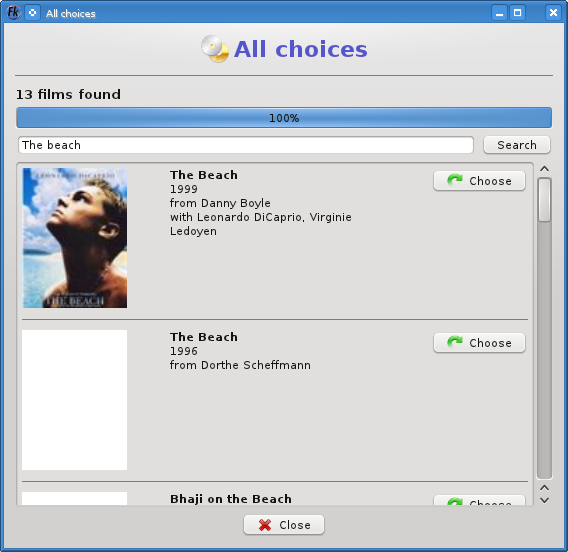 Fk
All choices
All choices
13 films found
100%
The beach
Search
LEONARDO DICAPRIO
THE BEACH
The Beach
1999
from Danny Boyle
with Leonardo DiCaprio, Virginie
Ledoyen
Choose
The Beach
1996
from Dorthe Scheffmann
Choose
Bhaji on the Beach
Choose
Close